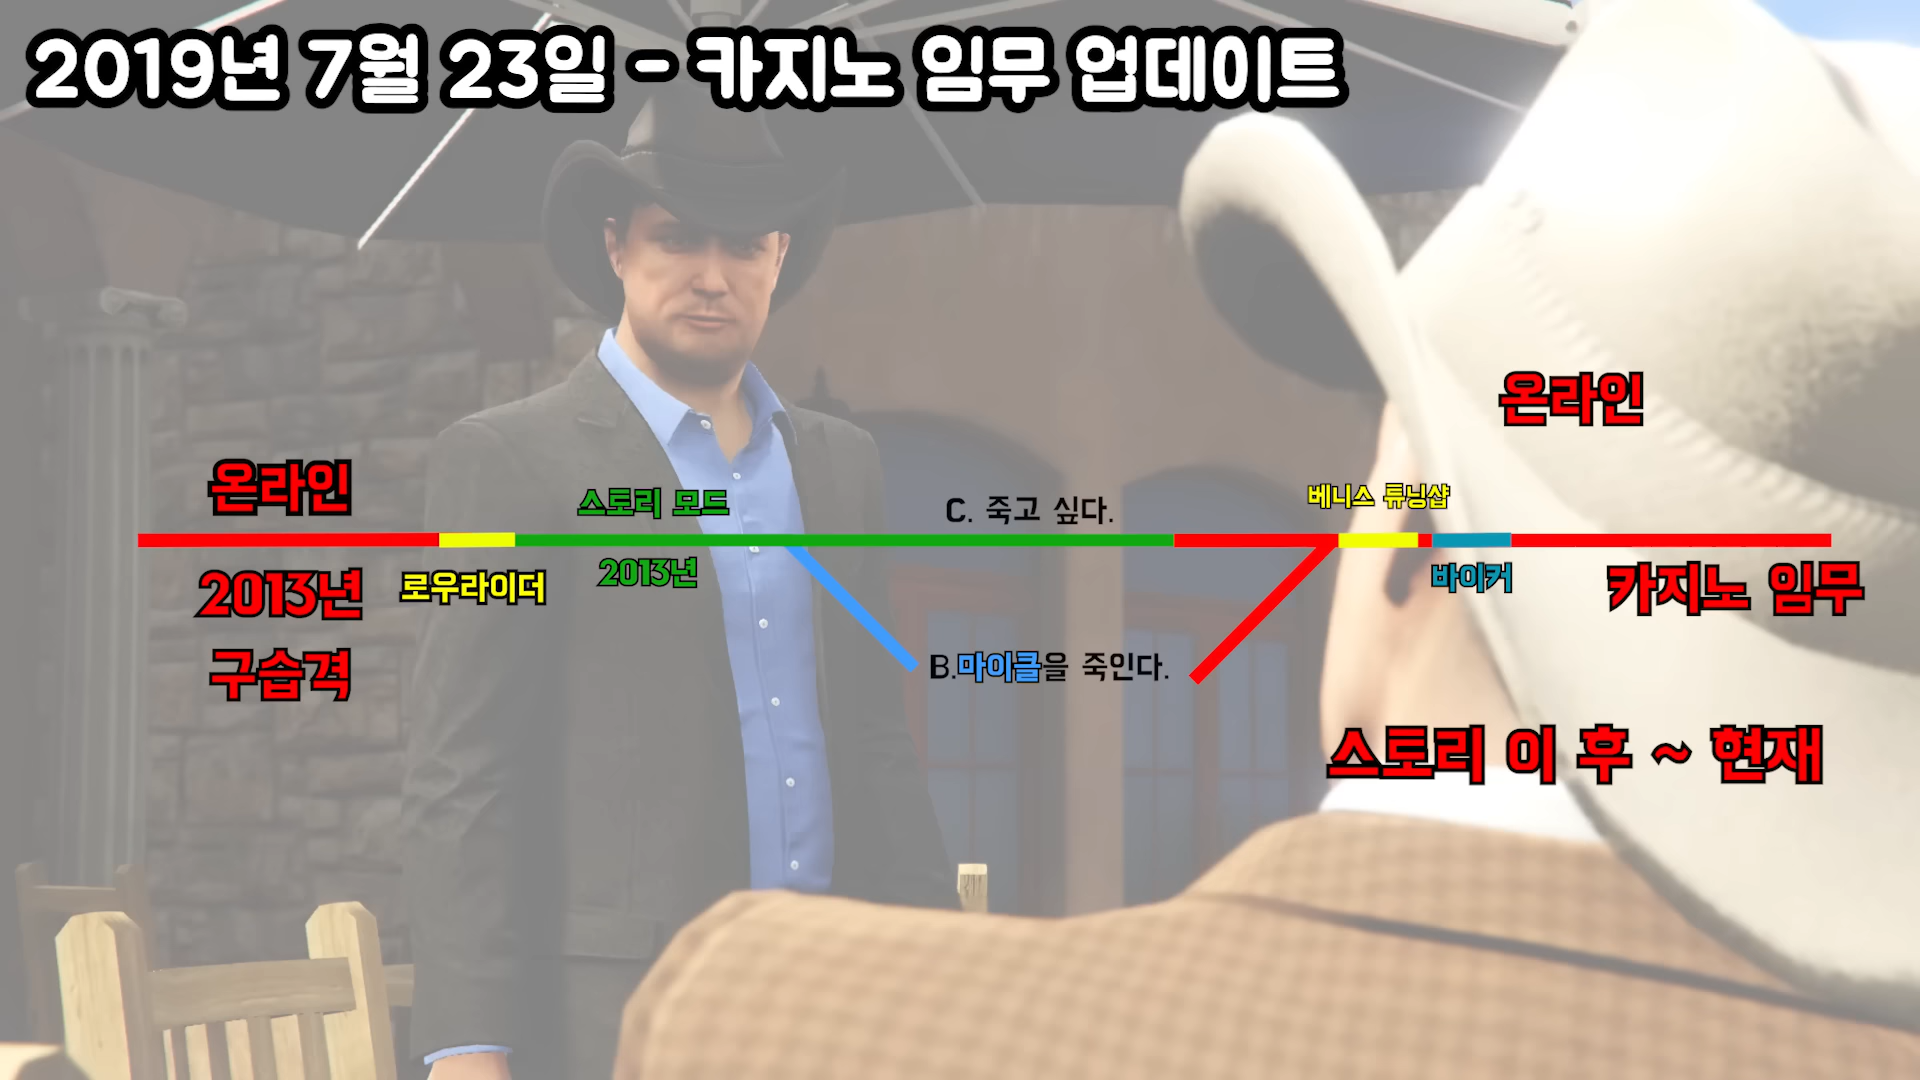 2019년 7월 23일 - 카지노 임무 업데이트
온라인
온라인
스토리 모드
C. 죽고 싶다.
베니스 튜닝샵
2013년
로우라이더
2013년
바이커
카지노 임무
구습격
B.마이클을 죽인다.
스토리 이 후 ~ 현재